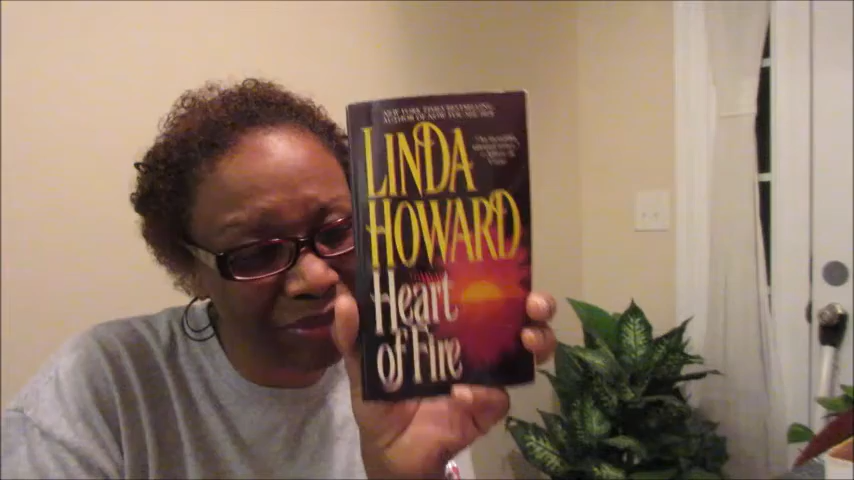 NEW YORK TIMES BESTSELLING
AUTHOR OF NOW YOU SEE HER
LINDA
HOWARD
Heart
of Fire